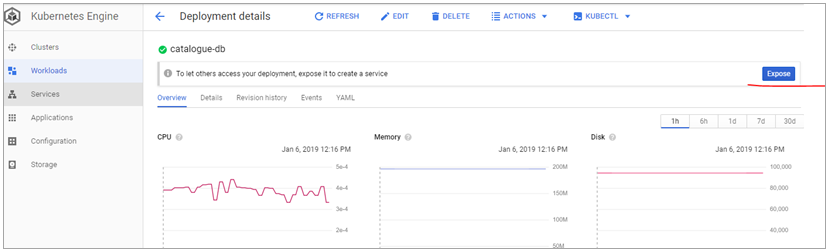 Kubernetes Engine
Deployment details
REFRESH
EDIT
DELETE
ACTIONS
KUBECTL
Clusters
Workloads
Services
Applications
Configuration
Storage
catalogue-db
To let others access your deployment, expose it to create a service
Expose
Overview Details Revision history Events YAML
1h 6h 1d 7d 30d
CPU
Jan 6, 2019 12:16 PM
5e-4
4e-4
3e-4
2e-4
Memory
Jan 6, 2019 12:16 PM
200M
150M
100M
50M
Disk
Jan 6, 2019 12:16 PM
100,000
80,000
60,000
40,000